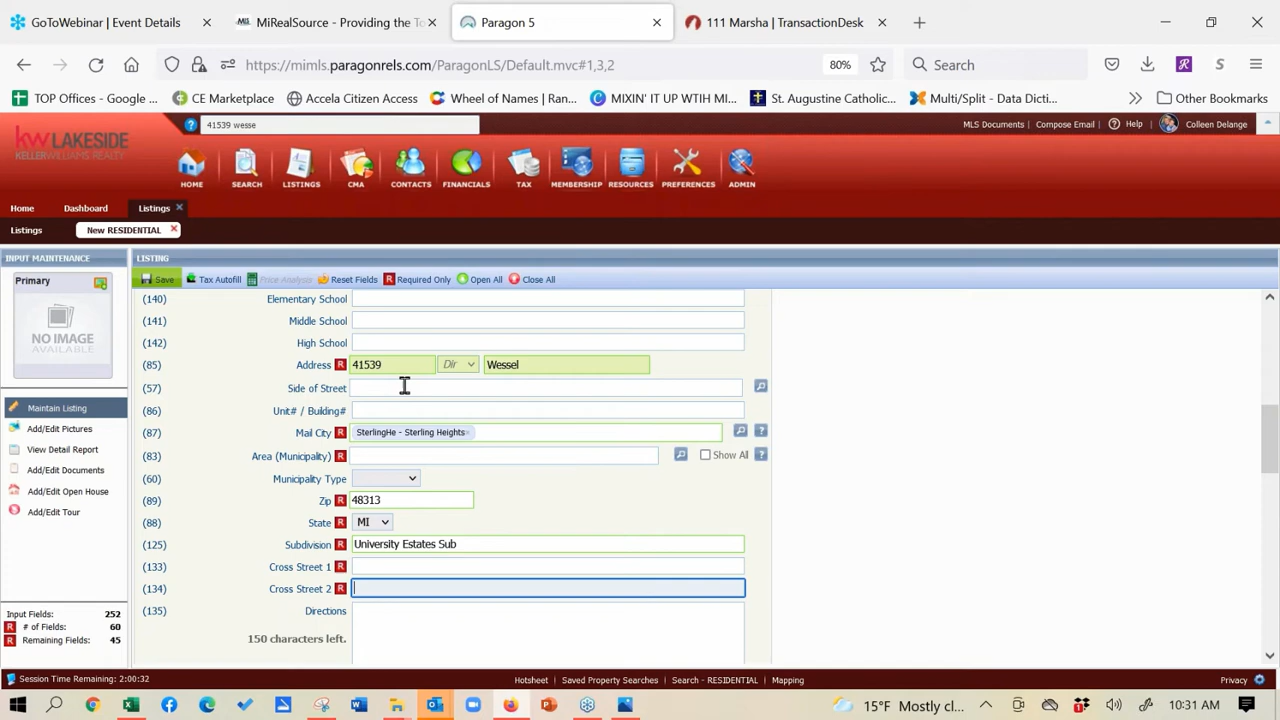 GoToWebinar | Event Details
MiRealSource - Providing the To
Paragon 5
111 Marsha | TransactionDesk
https://mimls.paragonrels.com/ParagonLS/Default.mvc#1,3,2
80%
Search
TOP Offices - Google ...
CE Marketplace
Accela Citizen Access
Wheel of Names | Ran...
MIXIN' IT UP WTIH MI...
St. Augustine Catholic...
Multi/Split - Data Dicti...
Other Bookmarks
kw LAKESIDE
KELLERWILLIAMS REALTY
41539 wesse
MLS Documents | Compose Email | Help
Colleen Delange
HOME
SEARCH
LISTINGS
CMA
CONTACTS
FINANCIALS
TAX
MEMBERSHIP
RESOURCES
PREFERENCES
ADMIN
Home
Dashboard
Listings
Listings
New RESIDENTIAL
INPUT MAINTENANCE
LISTING
Primary
NO IMAGE
AVAILABLE
Save
Tax Autofill
Price Analysis
Reset Fields
R Required Only
Open All
Close All
(140) Elementary School
(141) Middle School
(142) High School
(85) Address R 41539 Dir Wessel
(57) Side of Street
(86) Unit# / Building#
(87) Mail City R SterlingHe - Sterling Heights×
(83) Area (Municipality) R Show All
(60) Municipality Type
(89) Zip R 48313
(88) State R MI
(125) Subdivision R University Estates Sub
(133) Cross Street 1 R
(134) Cross Street 2 R
(135) Directions
150 characters left.
Maintain Listing
Add/Edit Pictures
View Detail Report
Add/Edit Documents
Add/Edit Open House
Add/Edit Tour
Input Fields: 252
R # of Fields: 60
R Remaining Fields: 45
Session Time Remaining: 2:00:32
Hotsheet | Saved Property Searches | Search - RESIDENTIAL | Mapping
Privacy
15°F Mostly cl...
10:31 AM